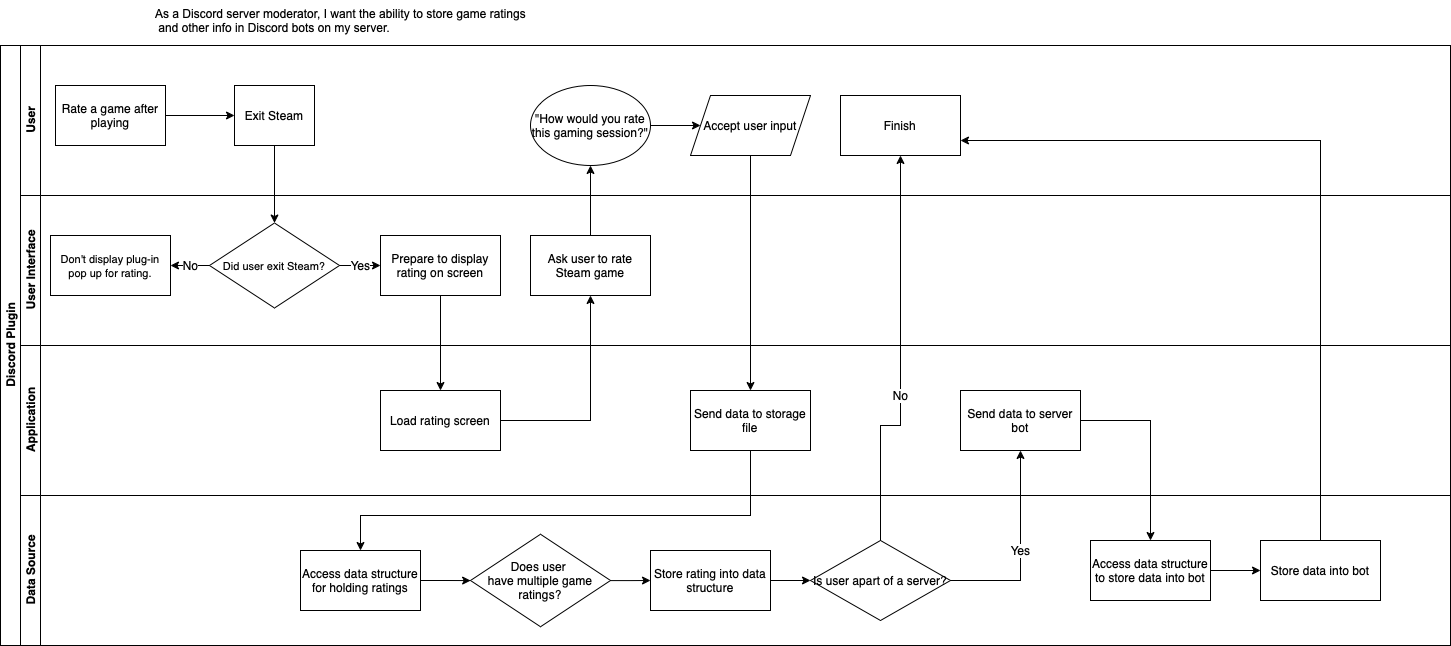 As a Discord server moderator, I want the ability to store game ratings
and other info in Discord bots on my server.
Discord Plugin
User
Rate a game after
playing
Exit Steam
"How would you rate
this gaming session?"
Accept user input
Finish
User Interface
Don't display plug-in
pop up for rating.
No
Did user exit Steam?
Yes
Prepare to display
rating on screen
Ask user to rate
Steam game
Application
Load rating screen
Send data to storage
file
No
Send data to server
bot
Data Source
Access data structure
for holding ratings
Does user
have multiple game
ratings?
Store rating into data
structure
Is user apart of a server?
Yes
Access data structure
to store data into bot
Store data into bot